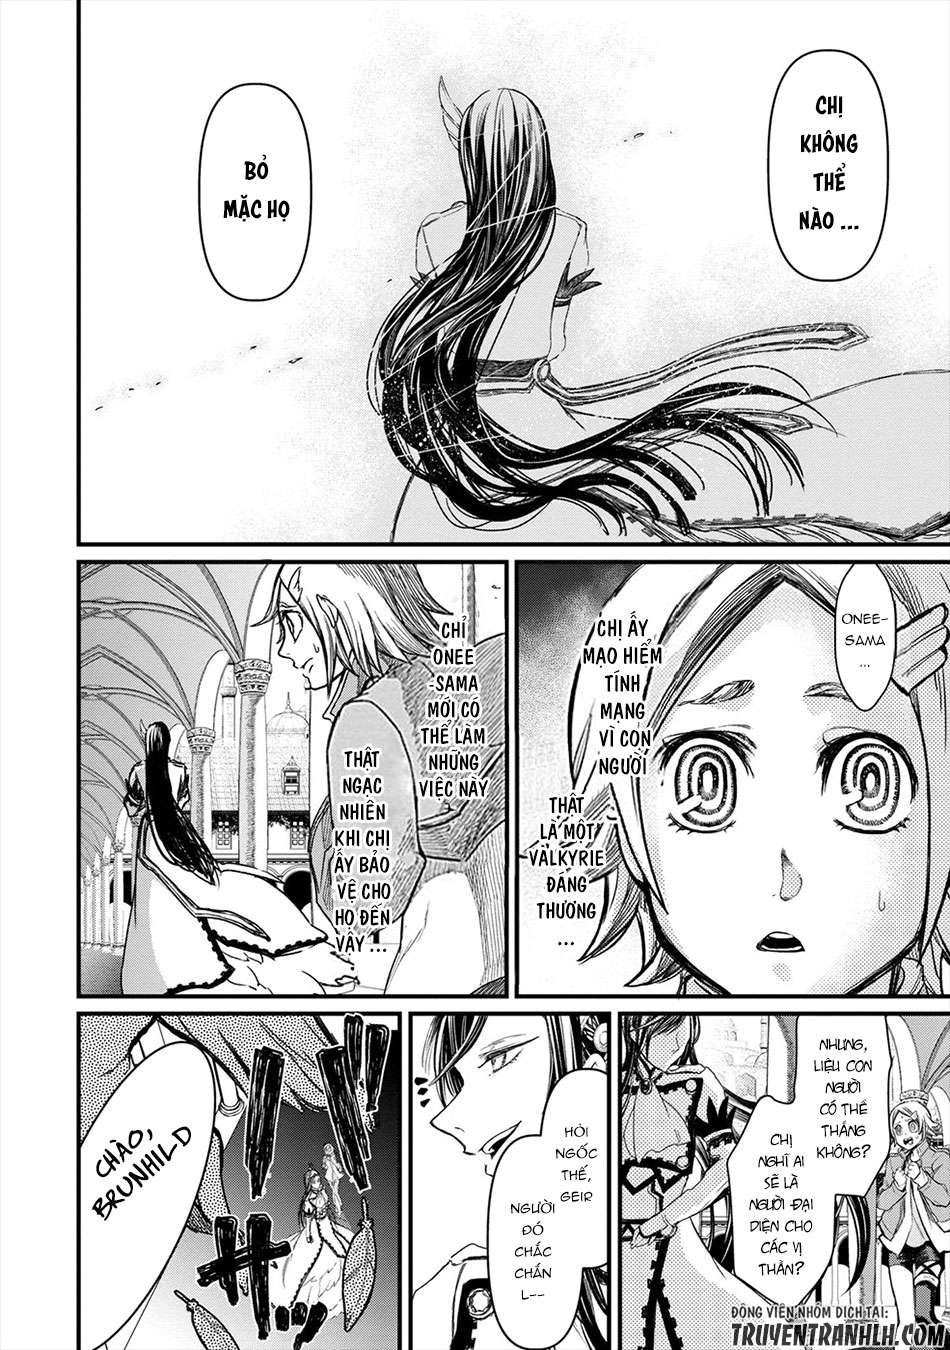 CHỊ
KHÔNG
THỂ
NÀO ...
BỎ
MẶC HỌ
ONEE-
SAMA
...
CHỊ ẤY
MẠO HIỂM
TÍNH
MẠNG
VÌ CON
NGƯỜI
THẬT
LÀ MỘT
VALKYRIE
ĐÁNG
THƯƠNG
...
CHỈ
ONEE
-SAMA
MỚI CÓ
THỂ LÀM
NHỮNG
VIỆC NÀY
THẬT
NGẠC
NHIÊN
KHI CHỊ
ẤY BẢO
VỆ CHO
HỌ ĐẾN
VẬY ...
NHƯNG,
LIỆU CON
NGƯỜI
CÓ THỂ
THẮNG
KHÔNG?
CHỊ
NGHĨ AI
SẼ LÀ
NGƯỜI ĐẠI
DIỆN CHO
CÁC VỊ
THẦN?
HỎI
NGỐC
THẾ,
GEIR
NGƯỜI
ĐÓ
CHẮC
CHẮN
L--
CHÀO,
BRUNHILD
ĐỘNG VIÊN NHÓM DỊCH TẠI:
TRUYENTRANHLH.COM